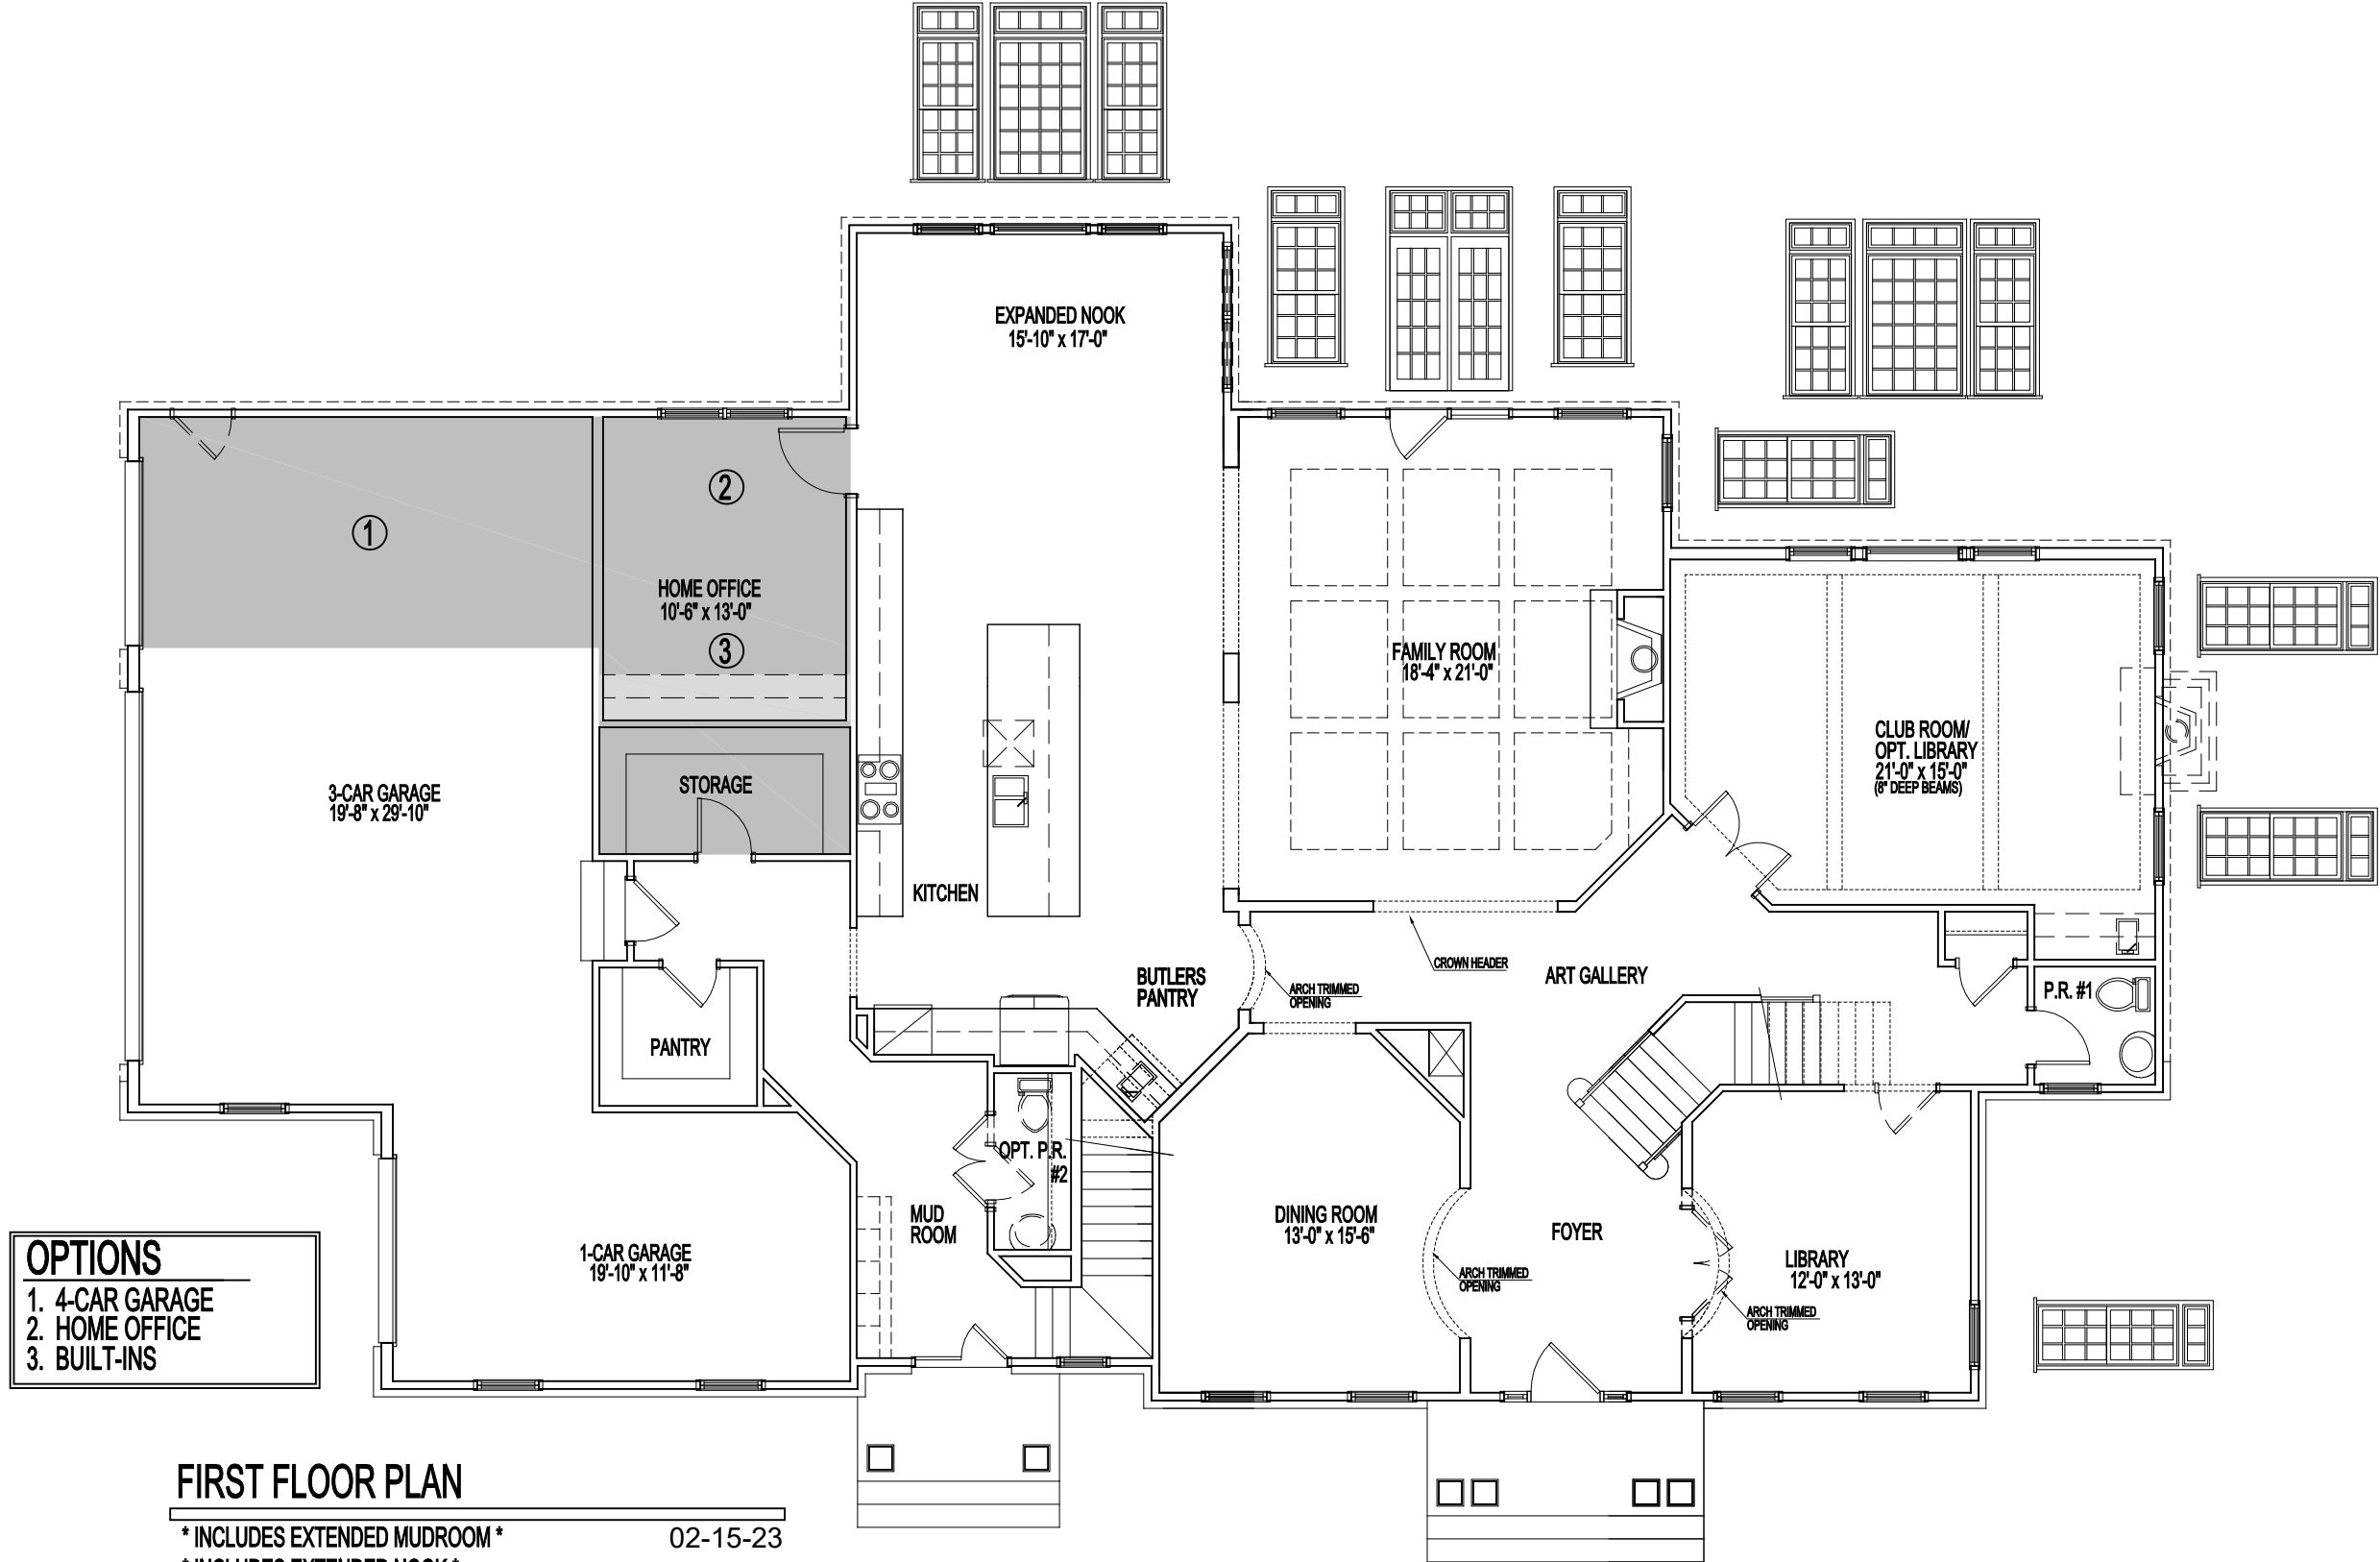 EXPANDED NOOK
15'-10" x 17'-0"
1
2
HOME OFFICE
10'-6" x 13'-0"
3
FAMILY ROOM
18'-4" x 21'-0"
CLUB ROOM/
OPT. LIBRARY
21'-0" x 15'-0"
(8" DEEP BEAMS)
3-CAR GARAGE
19'-8" x 29'-10"
STORAGE
KITCHEN
BUTLERS
PANTRY
ARCH TRIMMED
OPENING
CROWN HEADER
ART GALLERY
P.R. #1
PANTRY
OPT. P.R.
#2
MUD
ROOM
DINING ROOM
13'-0" x 15'-6"
ARCH TRIMMED
OPENING
FOYER
LIBRARY
12'-0" x 13'-0"
ARCH TRIMMED
OPENING
1-CAR GARAGE
19'-10" x 11'-8"
OPTIONS
1. 4-CAR GARAGE
2. HOME OFFICE
3. BUILT-INS
FIRST FLOOR PLAN
* INCLUDES EXTENDED MUDROOM *
02-15-23
* INCLUDES EXTENDED NOOK *